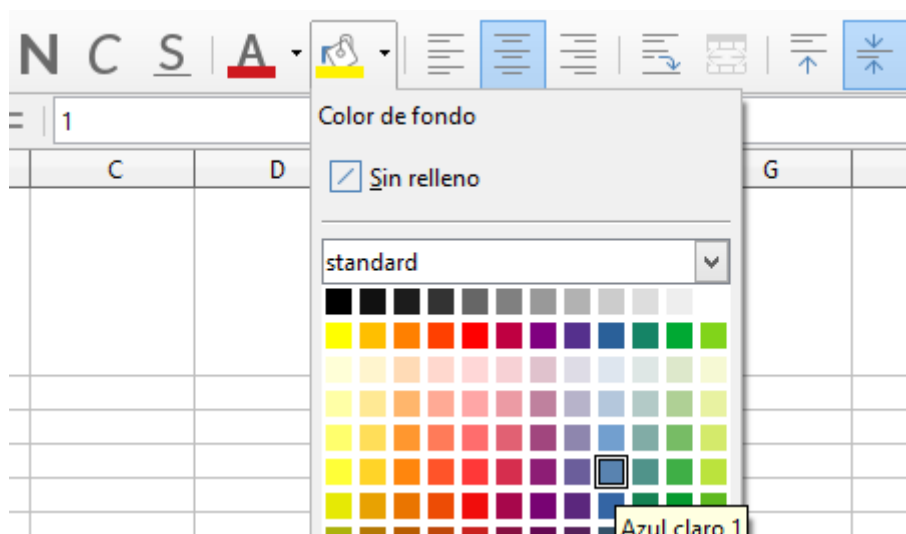 N C S A
= 1
Color de fondo
C D G
Sin relleno
standard
Azul claro 1